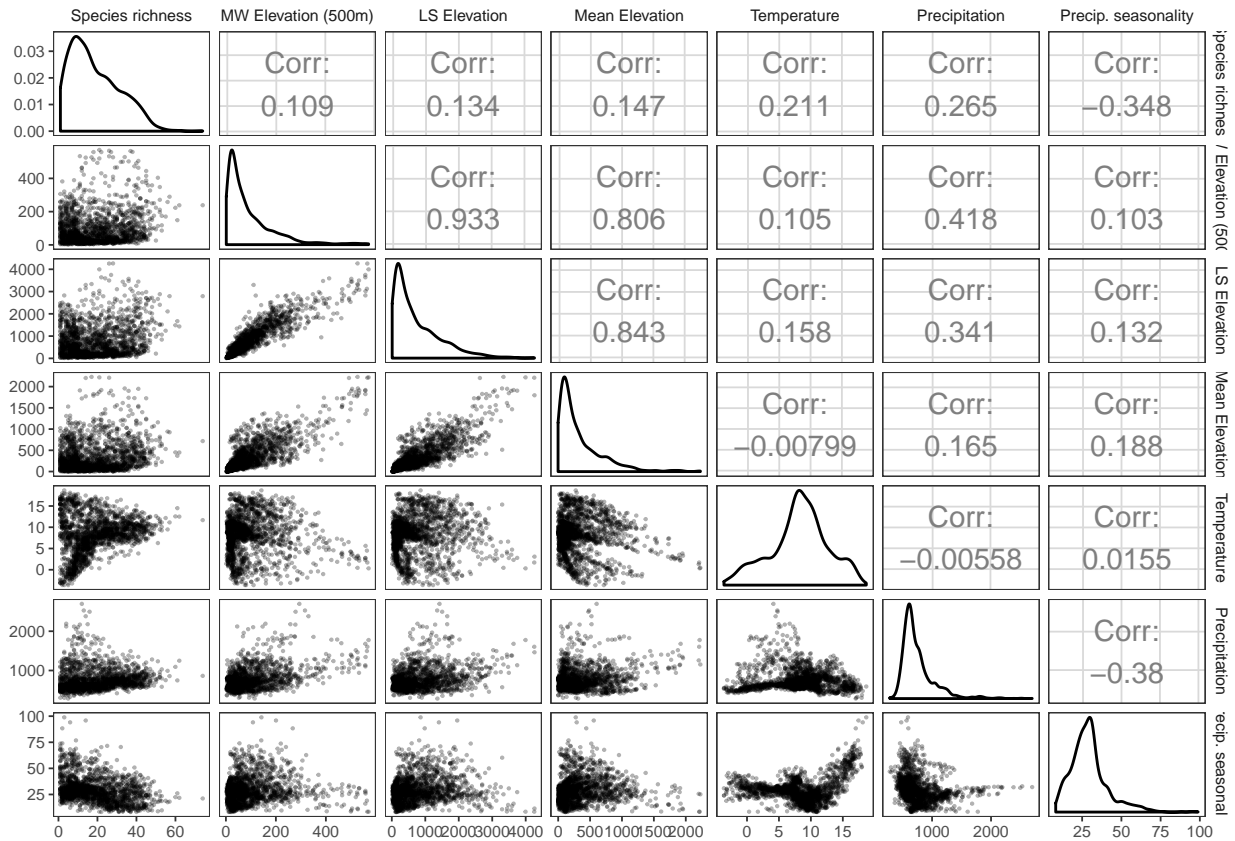 Species richness MW Elevation (500m) LS Elevation Mean Elevation Temperature Precipitation Precip. seasonality
0.03
0.02
0.01
0.00
Corr:
0.109
Corr:
0.134
Corr:
0.147
Corr:
0.211
Corr:
0.265
Corr:
−0.348
pecies richnes
400
200
0
Corr:
0.933
Corr:
0.806
Corr:
0.105
Corr:
0.418
Corr:
0.103
/ Elevation (50(
4000
3000
2000
1000
0
Corr:
0.843
Corr:
0.158
Corr:
0.341
Corr:
0.132
LS Elevation
2000
1500
1000
500
0
Corr:
−0.00799
Corr:
0.165
Corr:
0.188
Mean Elevation
15
10
5
0
Corr:
−0.00558
Corr:
0.0155
Temperature
2000
1000
Corr:
−0.38
Precipitation
100
75
50
25
ecip. seasonal
0 20 40 60
0 200 400
0 1000 2000 3000 4000
0 500 1000 1500 2000
0 5 10 15
1000 2000
25 50 75 100